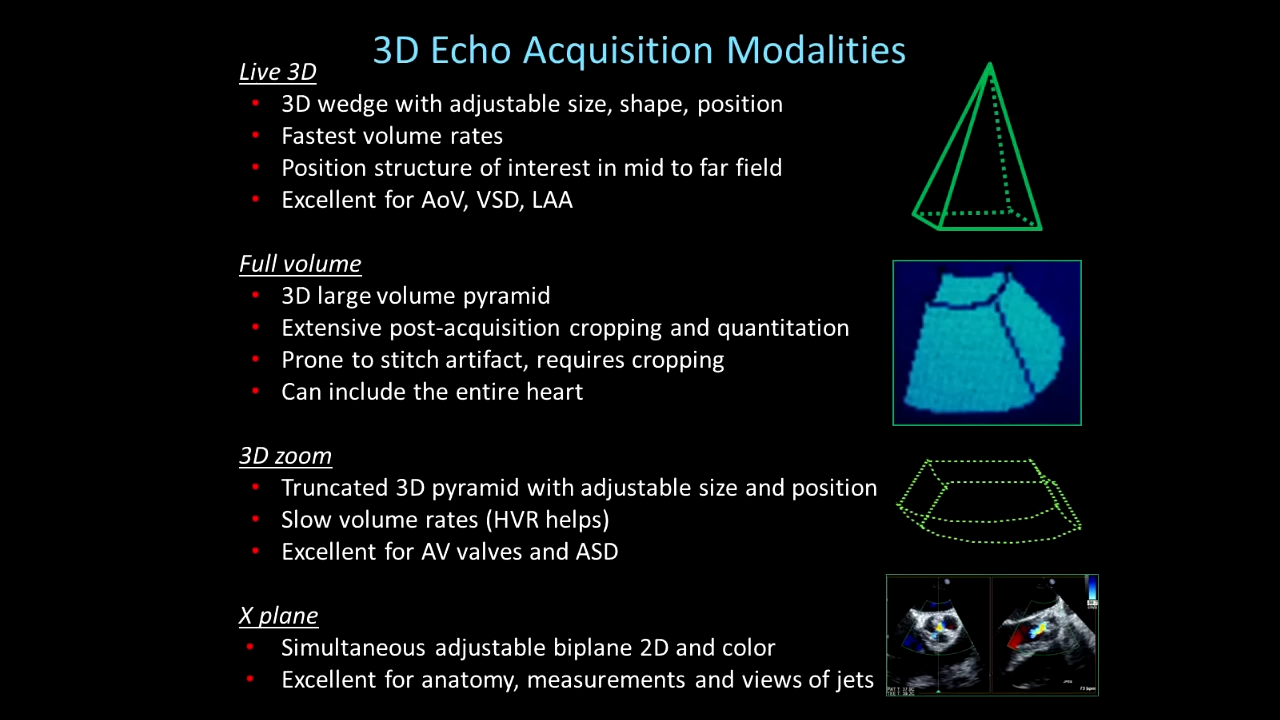 3D Echo Acquisition Modalities
Live 3D
• 3D wedge with adjustable size, shape, position
• Fastest volume rates
• Position structure of interest in mid to far field
• Excellent for AoV, VSD, LAA
Full volume
• 3D large volume pyramid
• Extensive post-acquisition cropping and quantitation
• Prone to stitch artifact, requires cropping
• Can include the entire heart
3D zoom
• Truncated 3D pyramid with adjustable size and position
• Slow volume rates (HVR helps)
• Excellent for AV valves and ASD
X plane
• Simultaneous adjustable biplane 2D and color
• Excellent for anatomy, measurements and views of jets